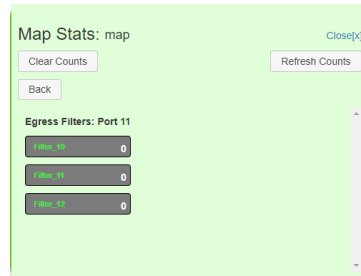 Map Stats: map
Close[x]
Clear Counts
Refresh Counts
Back
Egress Filters: Port 11
Filter_10 0
Filter_11 0
Filter_12 0